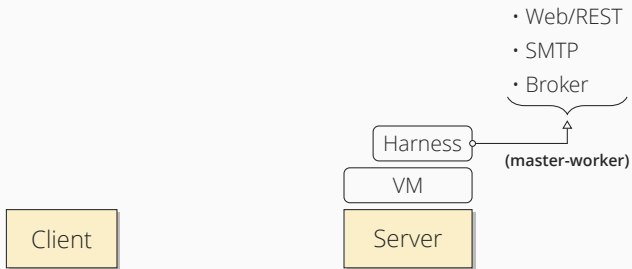 • Web/REST
• SMTP
• Broker
Harness
(master-worker)
VM
Client
Server